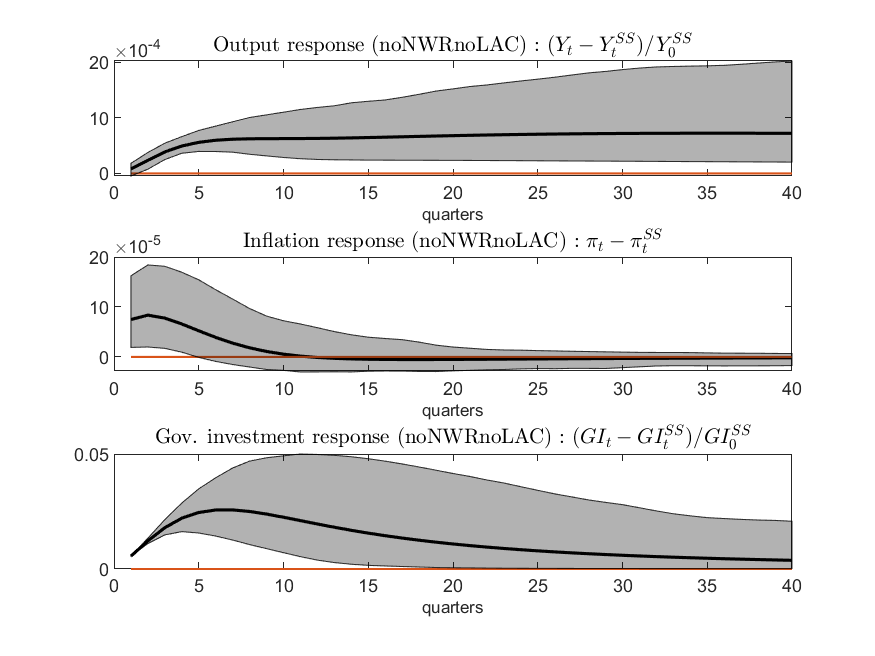 Output response (noNWRnoLAC) : (Y_t − Y_t^{SS})/Y_0^{SS}
×10^{-4}
20
10
0
0 5 10 15 20 25 30 35 40
quarters
Inflation response (noNWRnoLAC) : π_t − π_t^{SS}
×10^{-5}
20
10
0
0 5 10 15 20 25 30 35 40
quarters
Gov. investment response (noNWRnoLAC) : (GI_t − GI_t^{SS})/GI_0^{SS}
0.05
0
0 5 10 15 20 25 30 35 40
quarters